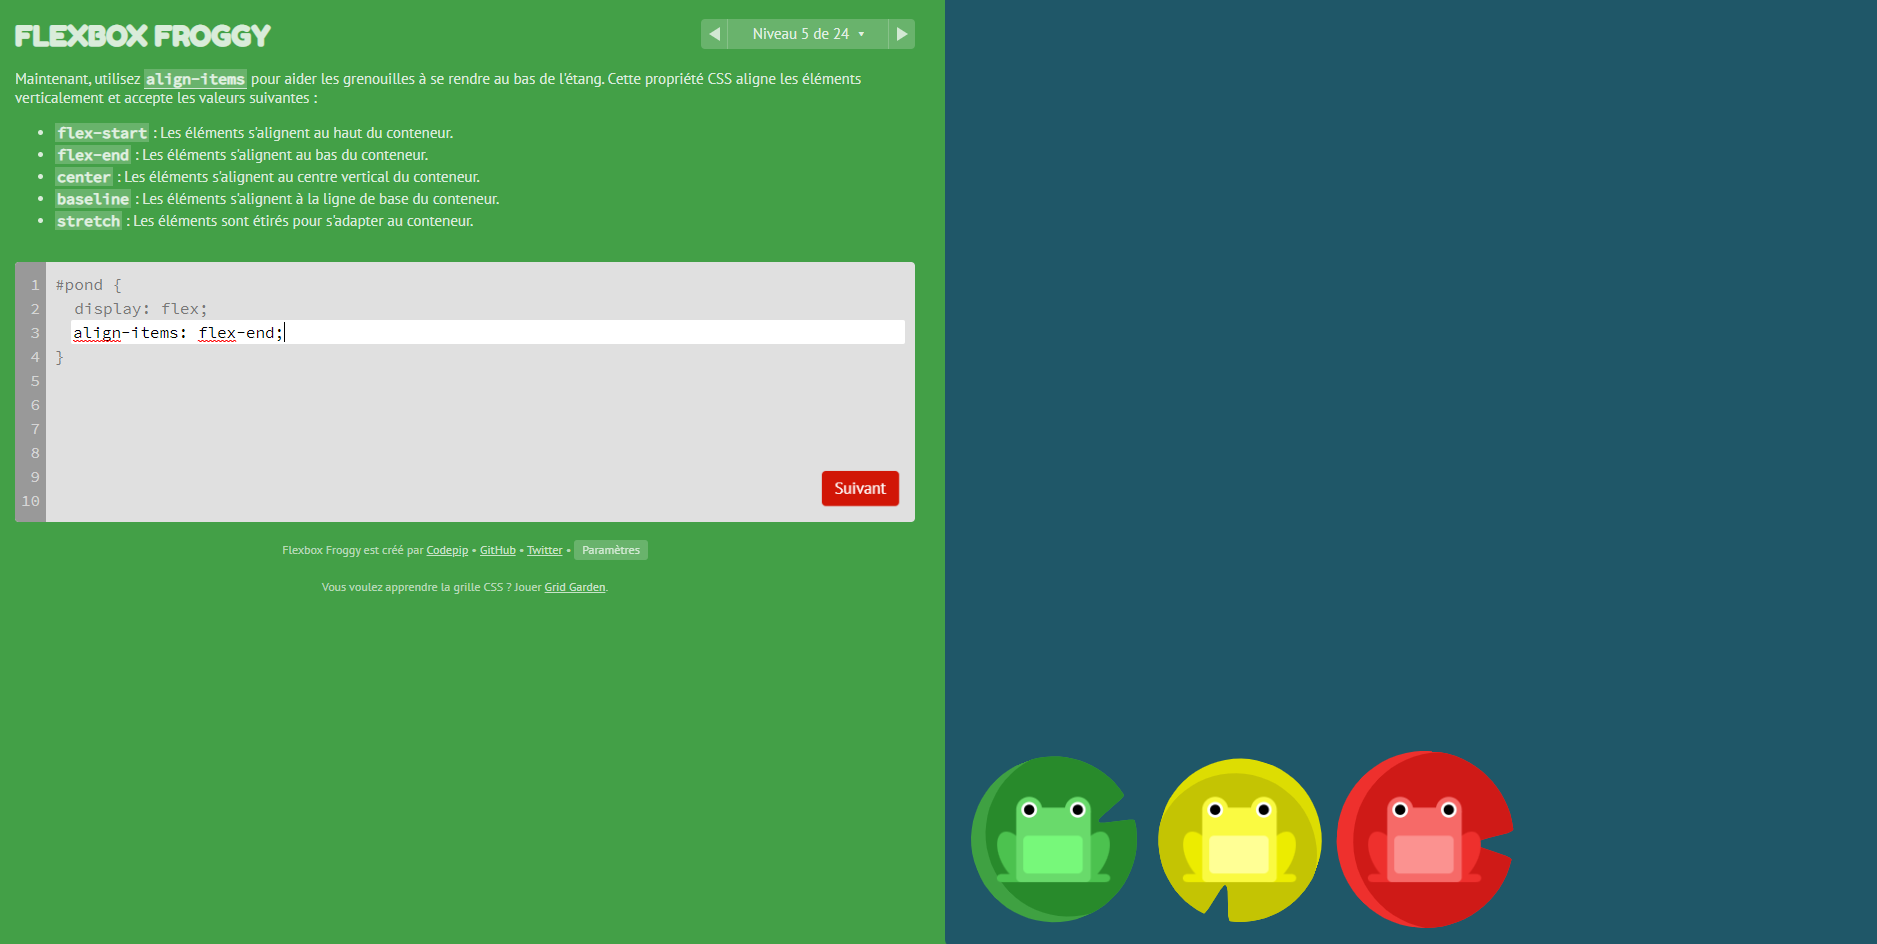 FLEXBOX FROGGY
Niveau 5 de 24
Maintenant, utilisez align-items pour aider les grenouilles à se rendre au bas de l'étang. Cette propriété CSS aligne les éléments
verticalement et accepte les valeurs suivantes :
flex-start : Les éléments s'alignent au haut du conteneur.
flex-end : Les éléments s'alignent au bas du conteneur.
center : Les éléments s'alignent au centre vertical du conteneur.
baseline : Les éléments s'alignent à la ligne de base du conteneur.
stretch : Les éléments sont étirés pour s'adapter au conteneur.
1 #pond {
2 display: flex;
3 align-items: flex-end;
4 }
5
6
7
8
9
10
Suivant
Flexbox Froggy est créé par Codepip • GitHub • Twitter • Paramètres
Vous voulez apprendre la grille CSS ? Jouer Grid Garden.